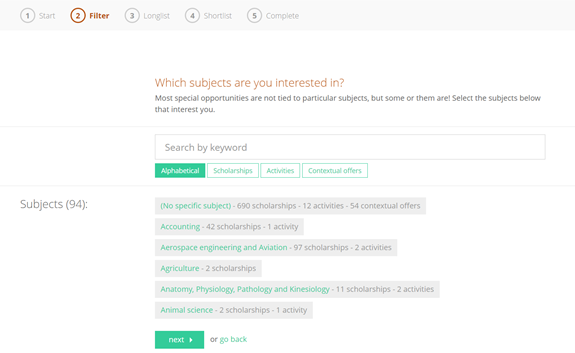 1 Start 2 Filter 3 Longlist 4 Shortlist 5 Complete
Which subjects are you interested in?
Most special opportunities are not tied to particular subjects, but some or them are! Select the subjects below
that interest you.
Search by keyword
Alphabetical Scholarships Activities Contextual offers
Subjects (94):
(No specific subject) - 690 scholarships - 12 activities - 54 contextual offers
Accounting - 42 scholarships - 1 activity
Aerospace engineering and Aviation - 97 scholarships - 2 activities
Agriculture - 2 scholarships
Anatomy, Physiology, Pathology and Kinesiology - 11 scholarships - 2 activities
Animal science - 2 scholarships - 1 activity
next or go back